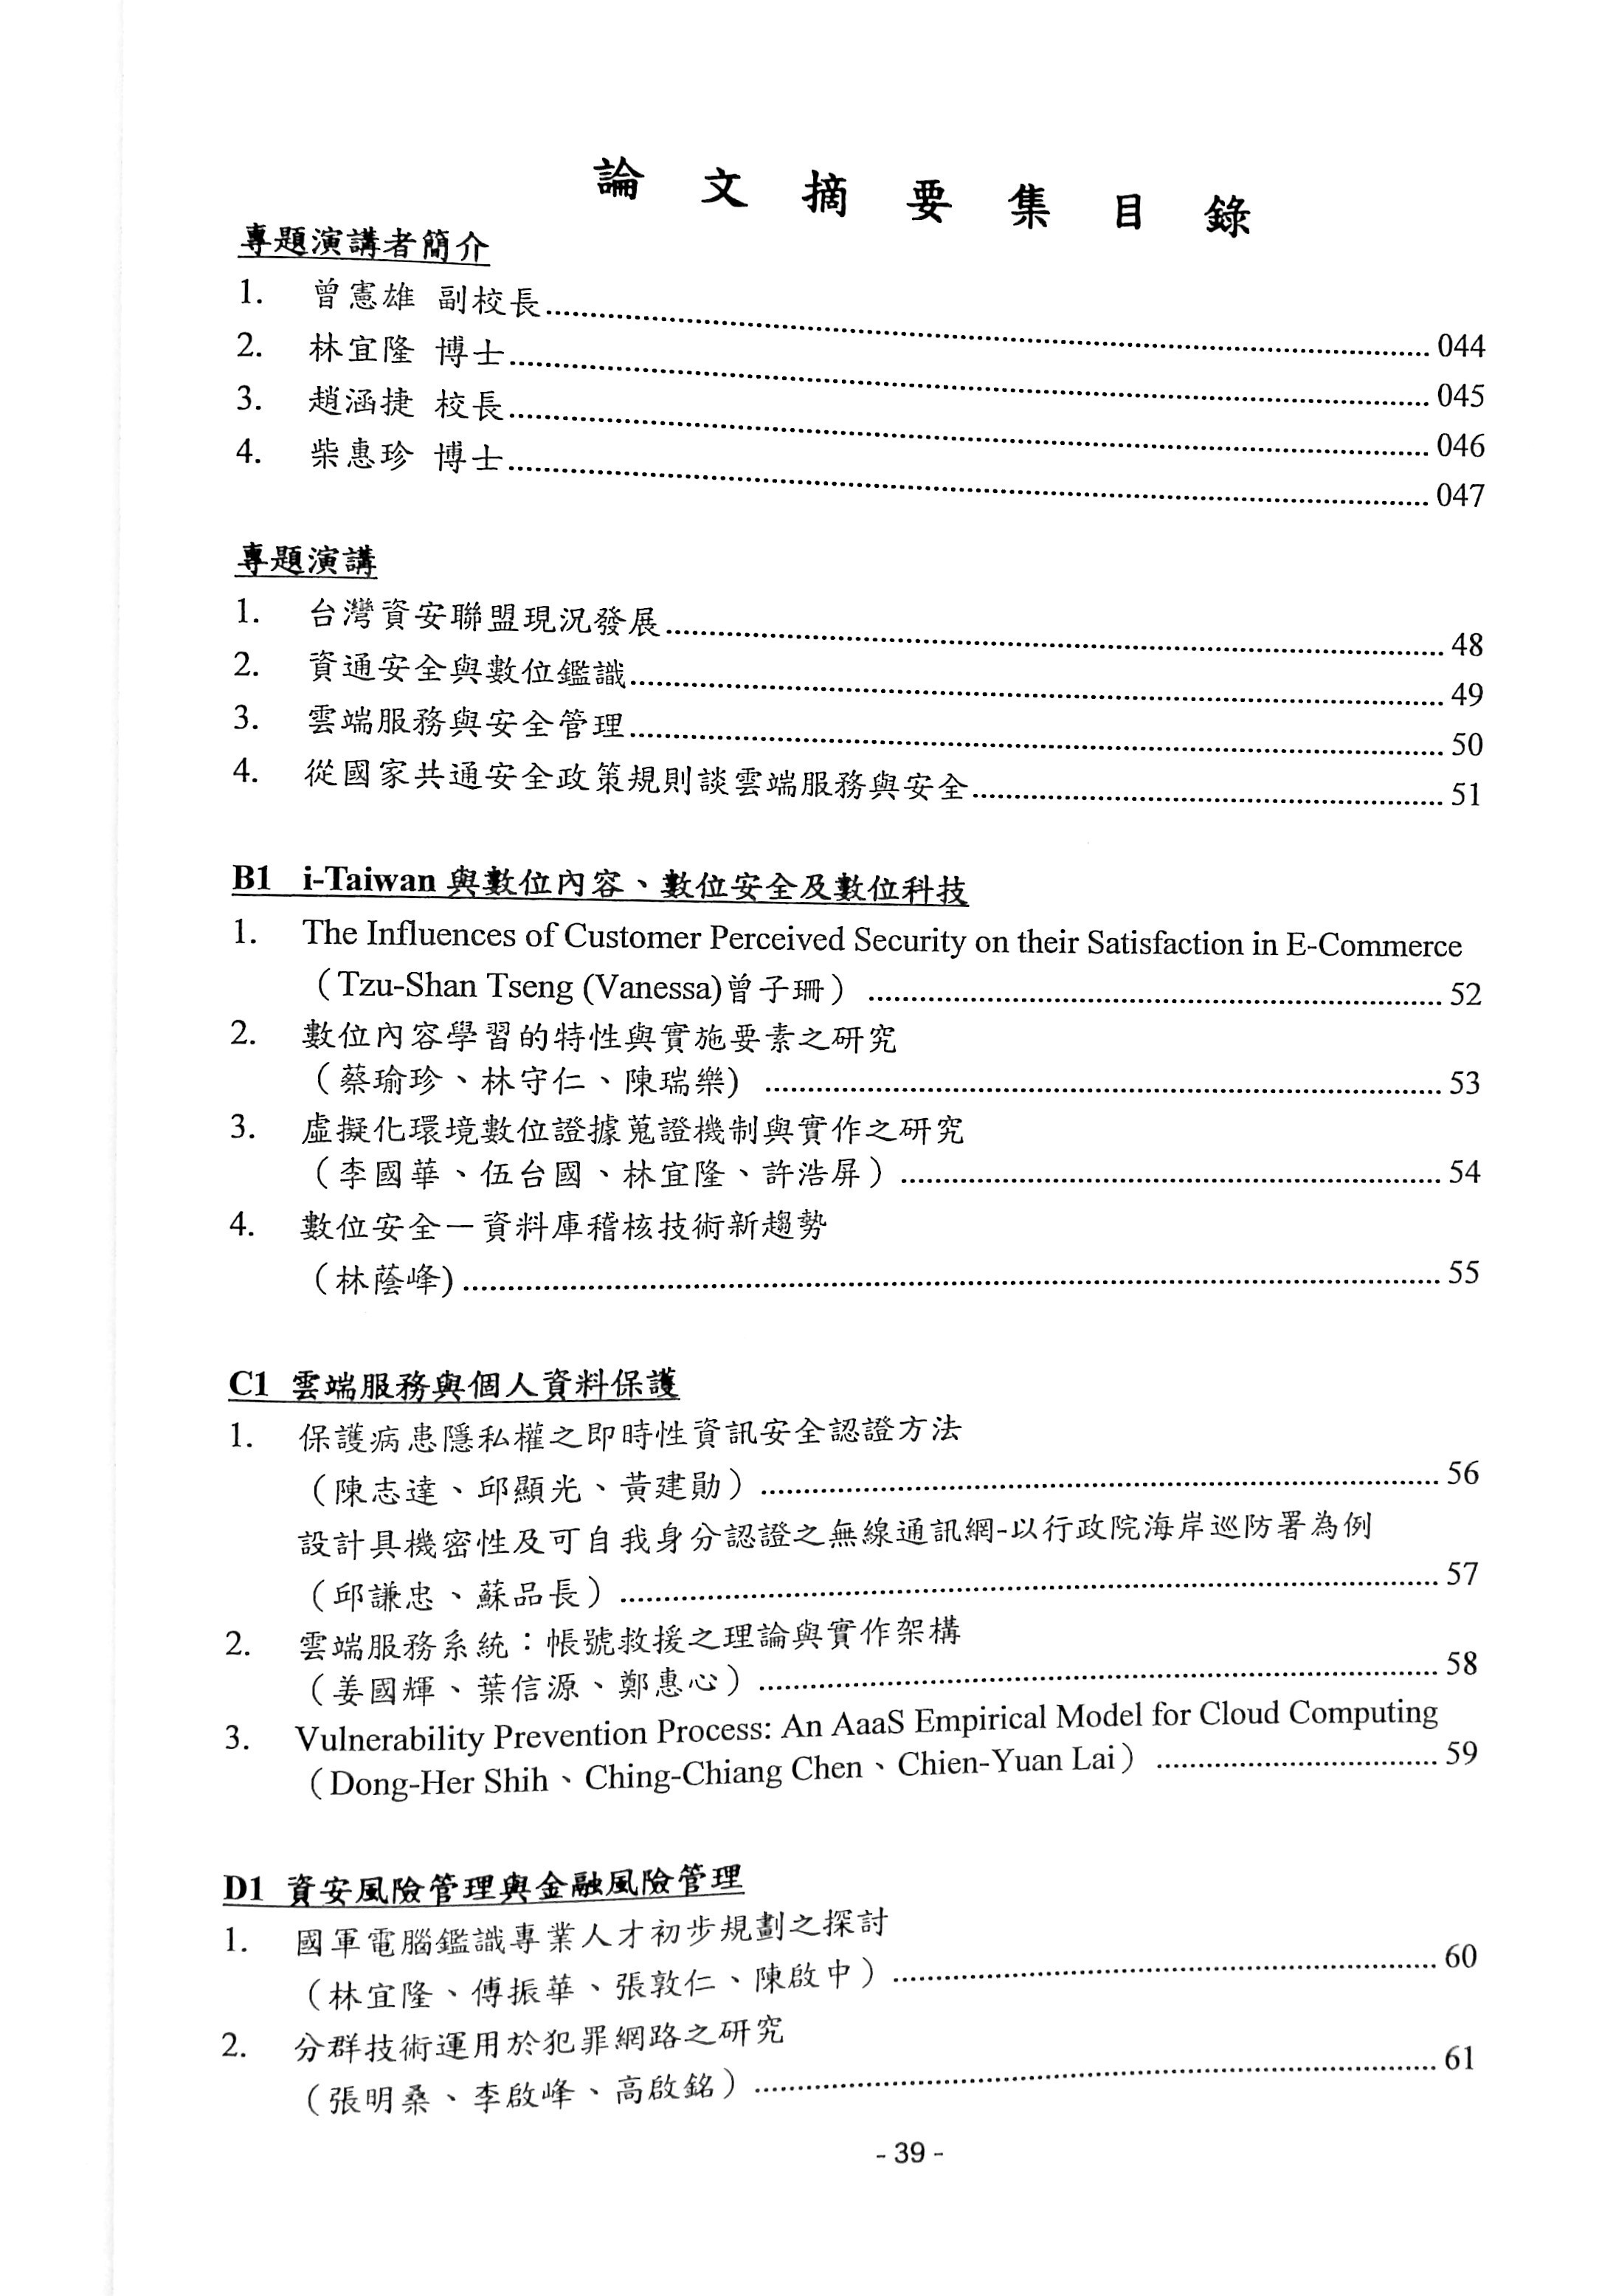 論文摘要集目錄
專題演講者簡介
1. 曾憲雄 副校長 044
2. 林宜隆 博士 045
3. 趙涵捷 校長 046
4. 柴惠珍 博士 047
專題演講
1. 台灣資安聯盟現況發展 48
2. 資通安全與數位鑑識 49
3. 雲端服務與安全管理 50
4. 從國家共通安全政策規則談雲端服務與安全 51
B1 i-Taiwan 與數位內容、數位安全及數位科技
1. The Influences of Customer Perceived Security on their Satisfaction in E-Commerce
（Tzu-Shan Tseng (Vanessa)曾子珊） 52
2. 數位內容學習的特性與實施要素之研究
（蔡瑜珍、林守仁、陳瑞樂) 53
3. 虛擬化環境數位證據蒐證機制與實作之研究
（李國華、伍台國、林宜隆、許浩屏） 54
4. 數位安全－資料庫稽核技術新趨勢
（林蔭峰) 55
C1 雲端服務與個人資料保護
1. 保護病患隱私權之即時性資訊安全認證方法
（陳志達、邱顯光、黃建勛） 56
設計具機密性及可自我身分認證之無線通訊網-以行政院海岸巡防署為例
（邱謙忠、蘇品長） 57
2. 雲端服務系統：帳號救援之理論與實作架構
（姜國輝、葉信源、鄭惠心） 58
3. Vulnerability Prevention Process: An AaaS Empirical Model for Cloud Computing
（Dong-Her Shih、Ching-Chiang Chen、Chien-Yuan Lai） 59
D1 資安風險管理與金融風險管理
1. 國軍電腦鑑識專業人才初步規劃之探討
（林宜隆、傅振華、張敦仁、陳啟中） 60
2. 分群技術運用於犯罪網路之研究
（張明桑、李啟峰、高啟銘） 61
- 39 -